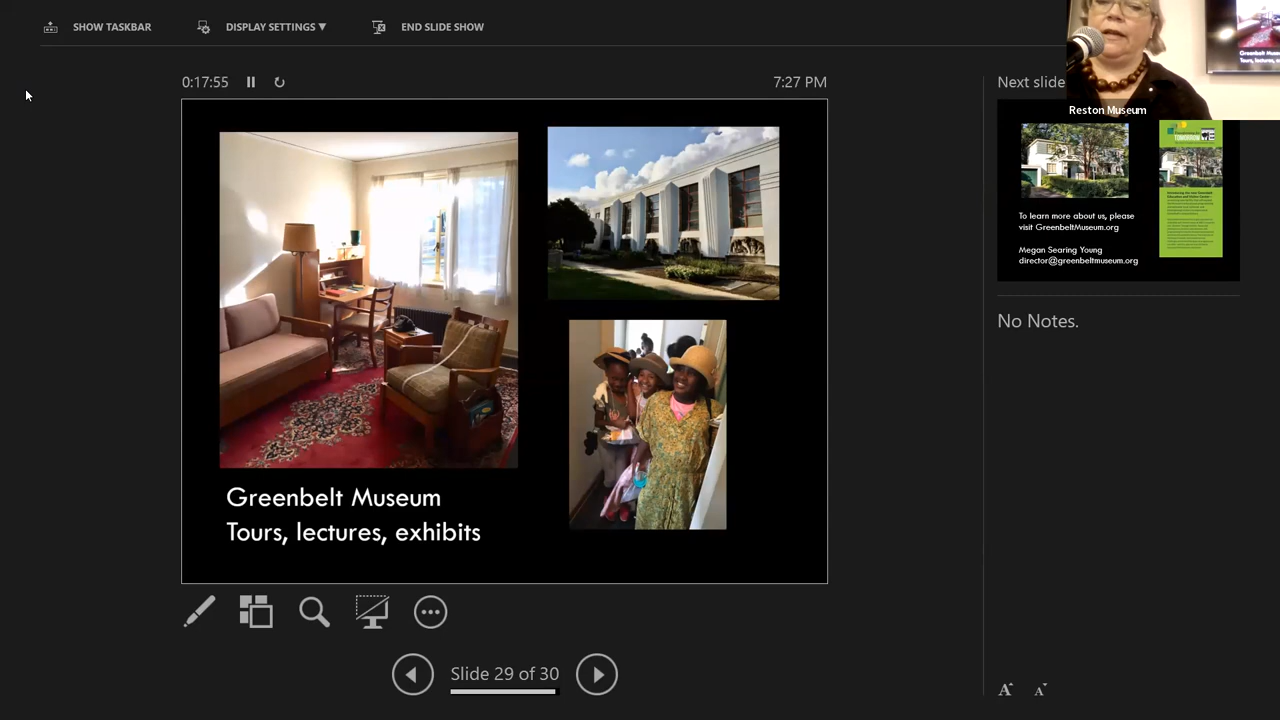 SHOW TASKBAR
DISPLAY SETTINGS ▼
END SLIDE SHOW
0:17:55
7:27 PM
Next slide
Reston Museum
Greenbelt Museum
Tours, lectures, exhibits
To learn more about us, please
visit GreenbeltMuseum.org
Megan Searing Young
director@greenbeltmuseum.org
TOMORROW
No Notes.
Slide 29 of 30